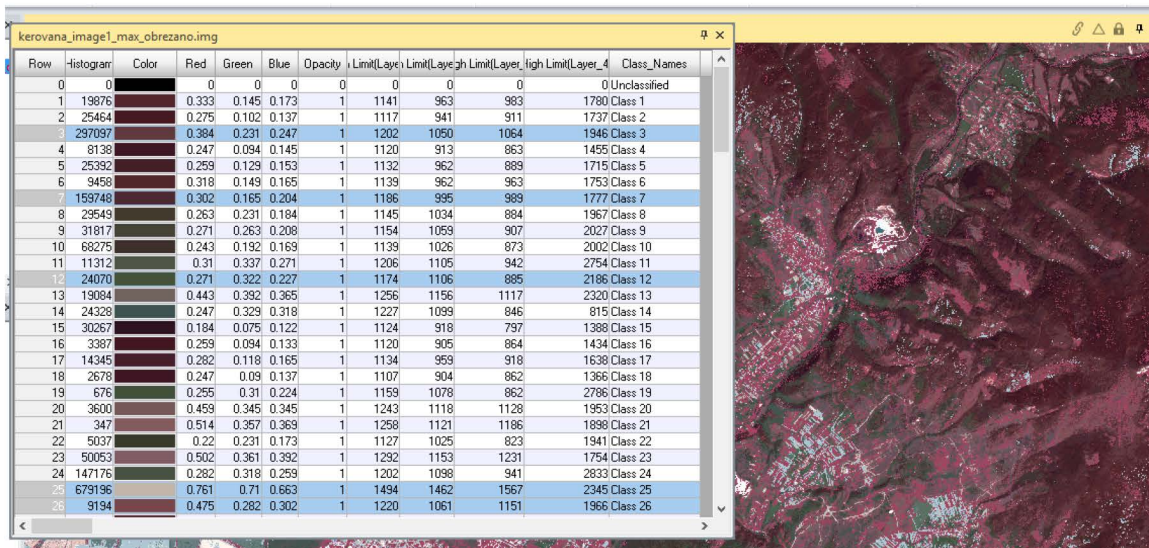 kerovana_image1_max_obrezano.img
Row Histogram Color Red Green Blue Opacity Limit(Laye Limit(Laye gh Limit(Layer_ High Limit(Layer_4 Class_Names
0 0 0 0 0 0 0 0 0 0 Unclassified
1 19876 0.333 0.145 0.173 1 1141 963 983 1780 Class 1
2 25464 0.275 0.102 0.137 1 1117 941 911 1737 Class 2
3 297097 0.384 0.231 0.247 1 1202 1050 1064 1946 Class 3
4 8138 0.247 0.094 0.145 1 1120 913 863 1455 Class 4
5 25392 0.259 0.129 0.153 1 1132 962 889 1715 Class 5
6 9458 0.318 0.149 0.165 1 1139 962 963 1753 Class 6
7 159748 0.302 0.165 0.204 1 1186 995 989 1777 Class 7
8 29549 0.263 0.231 0.184 1 1145 1034 884 1967 Class 8
9 31817 0.271 0.263 0.208 1 1154 1059 907 2027 Class 9
10 68275 0.243 0.192 0.169 1 1139 1026 873 2002 Class 10
11 11312 0.31 0.337 0.271 1 1206 1105 942 2754 Class 11
12 24070 0.271 0.322 0.227 1 1174 1106 885 2186 Class 12
13 19084 0.443 0.392 0.365 1 1256 1156 1117 2320 Class 13
14 24328 0.247 0.329 0.318 1 1227 1099 846 815 Class 14
15 30267 0.184 0.075 0.122 1 1124 918 797 1388 Class 15
16 3387 0.259 0.094 0.133 1 1120 905 864 1434 Class 16
17 14345 0.282 0.118 0.165 1 1134 959 918 1638 Class 17
18 2678 0.247 0.09 0.137 1 1107 904 862 1366 Class 18
19 676 0.255 0.31 0.224 1 1159 1078 862 2786 Class 19
20 3600 0.459 0.345 0.345 1 1243 1118 1128 1953 Class 20
21 347 0.514 0.357 0.369 1 1258 1121 1186 1898 Class 21
22 5037 0.22 0.231 0.173 1 1127 1025 823 1941 Class 22
23 50053 0.502 0.361 0.392 1 1292 1153 1231 1754 Class 23
24 147176 0.282 0.318 0.259 1 1202 1098 941 2833 Class 24
25 679196 0.761 0.71 0.663 1 1494 1462 1567 2345 Class 25
26 9194 0.475 0.282 0.302 1 1220 1061 1151 1966 Class 26